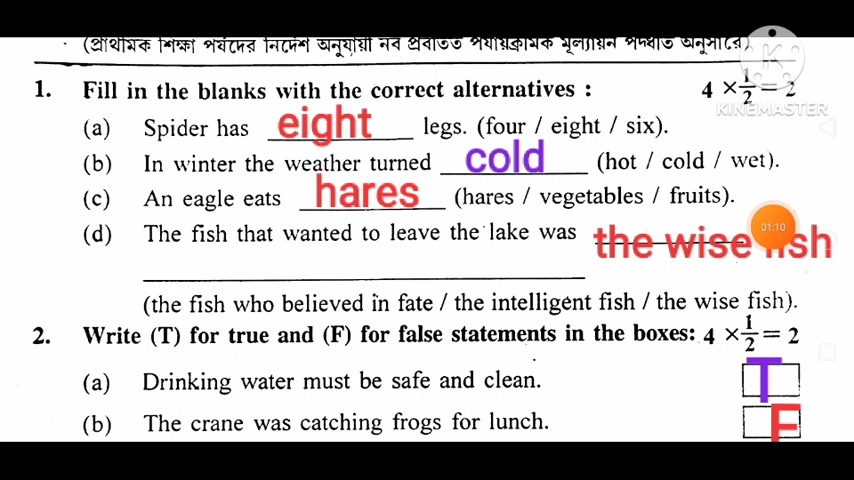 (প্রাথমিক শিক্ষা পর্ষদের নির্দেশ অনুযায়ী নব প্রবর্তিত পর্যায়ক্রমিক মূল্যায়ন পদ্ধতি অনুসারে)
1. Fill in the blanks with the correct alternatives : 4 × 1/2 = 2
KINEMASTER
(a) Spider has eight legs. (four / eight / six).
(b) In winter the weather turned cold (hot / cold / wet).
(c) An eagle eats hares (hares / vegetables / fruits).
(d) The fish that wanted to leave the lake was the wise fish
01:10
(the fish who believed in fate / the intelligent fish / the wise fish).
2. Write (T) for true and (F) for false statements in the boxes: 4 × 1/2 = 2
(a) Drinking water must be safe and clean. T
(b) The crane was catching frogs for lunch. F